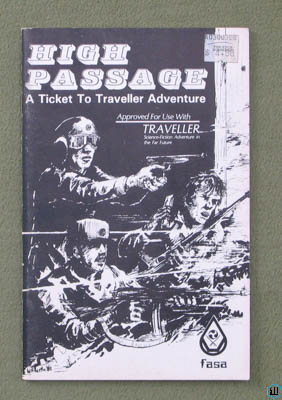 HIGH
PASSAGE
A Ticket To Traveller Adventure
Approved For Use With
TRAVELLER
Science-Fiction Adventure in
the Far Future
fasa